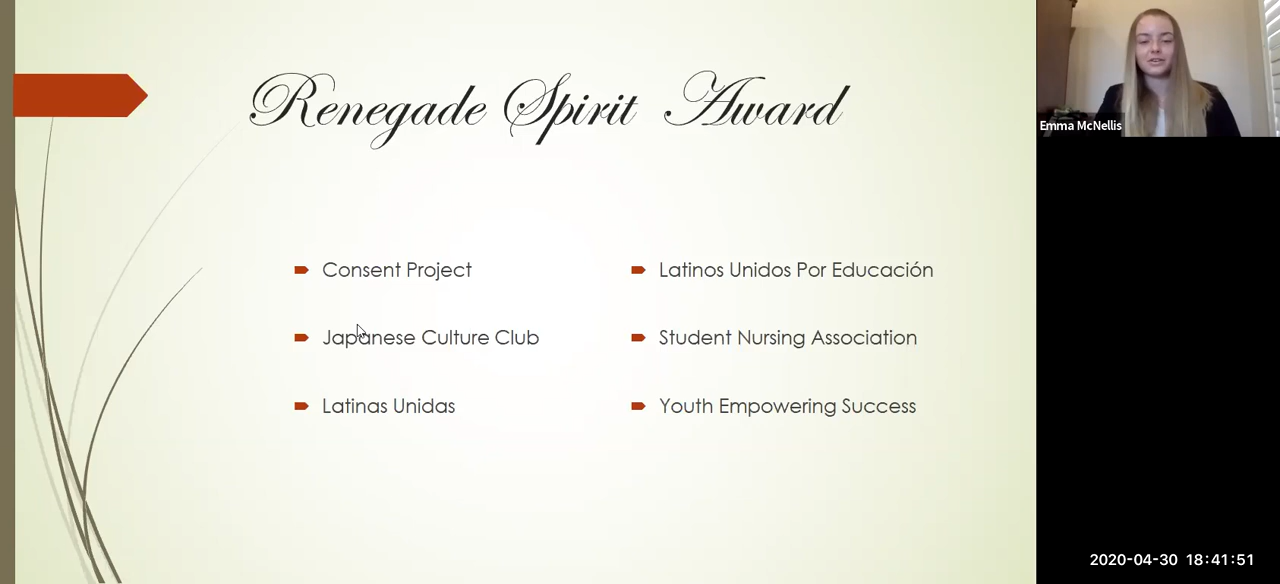 Renegade Spirit Award
Consent Project
Japanese Culture Club
Latinas Unidas
Latinos Unidos Por Educación
Student Nursing Association
Youth Empowering Success
Emma McNellis
2020-04-30 18:41:51